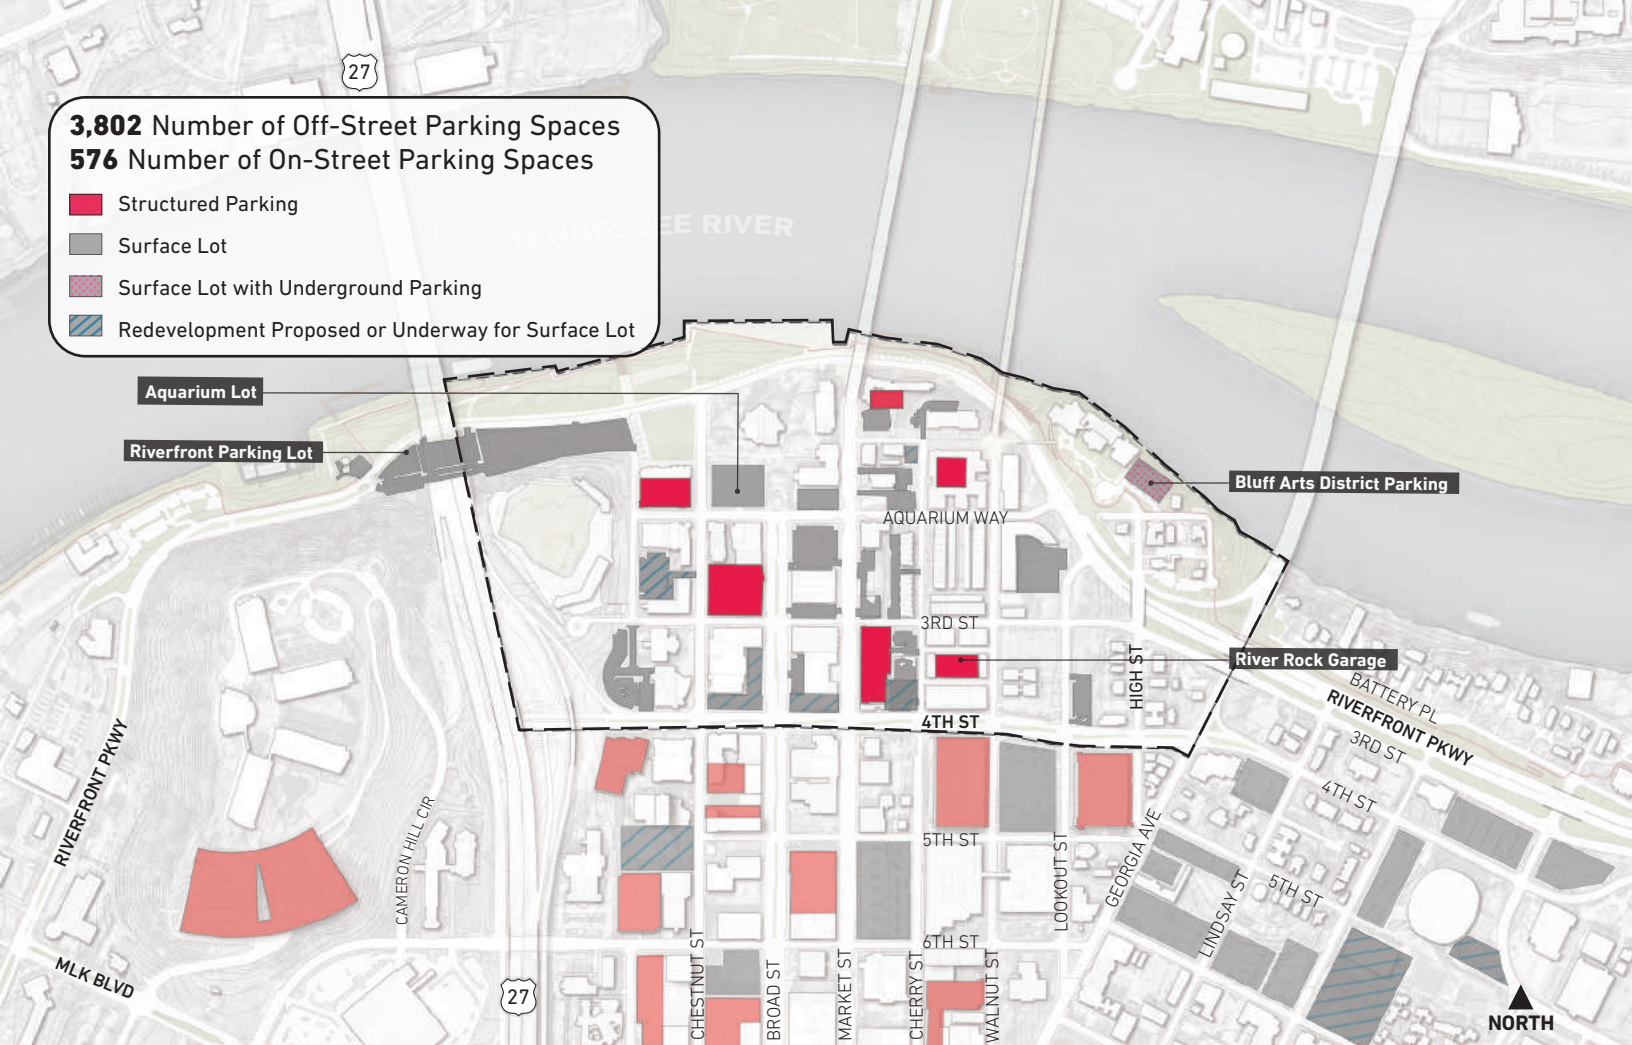 27
3,802 Number of Off-Street Parking Spaces
576 Number of On-Street Parking Spaces
Structured Parking
Surface Lot
Surface Lot with Underground Parking
Redevelopment Proposed or Underway for Surface Lot
TENNESSEE RIVER
Aquarium Lot
Riverfront Parking Lot
Bluff Arts District Parking
AQUARIUM WAY
3RD ST
River Rock Garage
HIGH ST
4TH ST
BATTERY PL
RIVERFRONT PKWY
3RD ST
4TH ST
RIVERFRONT PKWY
CAMERON HILL CIR
5TH ST
LOOKOUT ST
GEORGIA AVE
LINDSAY ST
5TH ST
6TH ST
MLK BLVD
27
CHESTNUT ST
BROAD ST
MARKET ST
CHERRY ST
WALNUT ST
NORTH